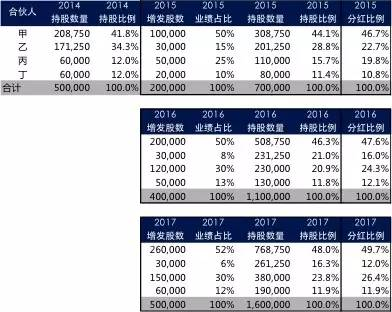 合伙人 2014 2014 2015 2015 2015 2015 2015
持股数量 持股比例 增发股数 业绩占比 持股数量 持股比例 分红比例
甲 208,750 41.8% 100,000 50% 308,750 44.1% 46.7%
乙 171,250 34.3% 30,000 15% 201,250 28.8% 22.7%
丙 60,000 12.0% 50,000 25% 110,000 15.7% 19.8%
丁 60,000 12.0% 20,000 10% 80,000 11.4% 10.8%
合计 500,000 100.0% 200,000 100% 700,000 100.0% 100.0%
2016 2016 2016 2016 2016
增发股数 业绩占比 持股数量 持股比例 分红比例
200,000 50% 508,750 46.3% 47.6%
30,000 8% 231,250 21.0% 16.0%
120,000 30% 230,000 20.9% 24.3%
50,000 13% 130,000 11.8% 12.1%
400,000 100% 1,100,000 100.0% 100.0%
2017 2017 2017 2017 2017
增发股数 业绩占比 持股数量 持股比例 分红比例
260,000 52% 768,750 48.0% 49.7%
30,000 6% 261,250 16.3% 12.0%
150,000 30% 380,000 23.8% 26.4%
60,000 12% 190,000 11.9% 11.9%
500,000 100% 1,600,000 100.0% 100.0%